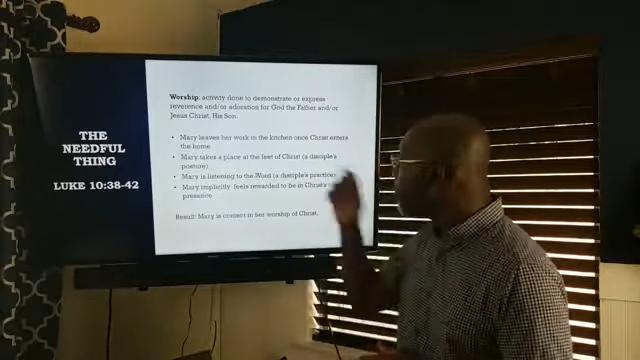 THE
NEEDFUL
THING
LUKE 10:38-42
Worship: activity done to demonstrate or express
reverence and/or adoration for God the Father and/or
Jesus Christ, His Son.
• Mary leaves her work in the kitchen once Christ enters
the home.
• Mary takes a place at the feet of Christ (a disciple's
posture)
• Mary is listening to the Word (a disciple's practice)
• Mary implicitly feels rewarded to be in Christ's
presence
Result: Mary is content in her worship of Christ.